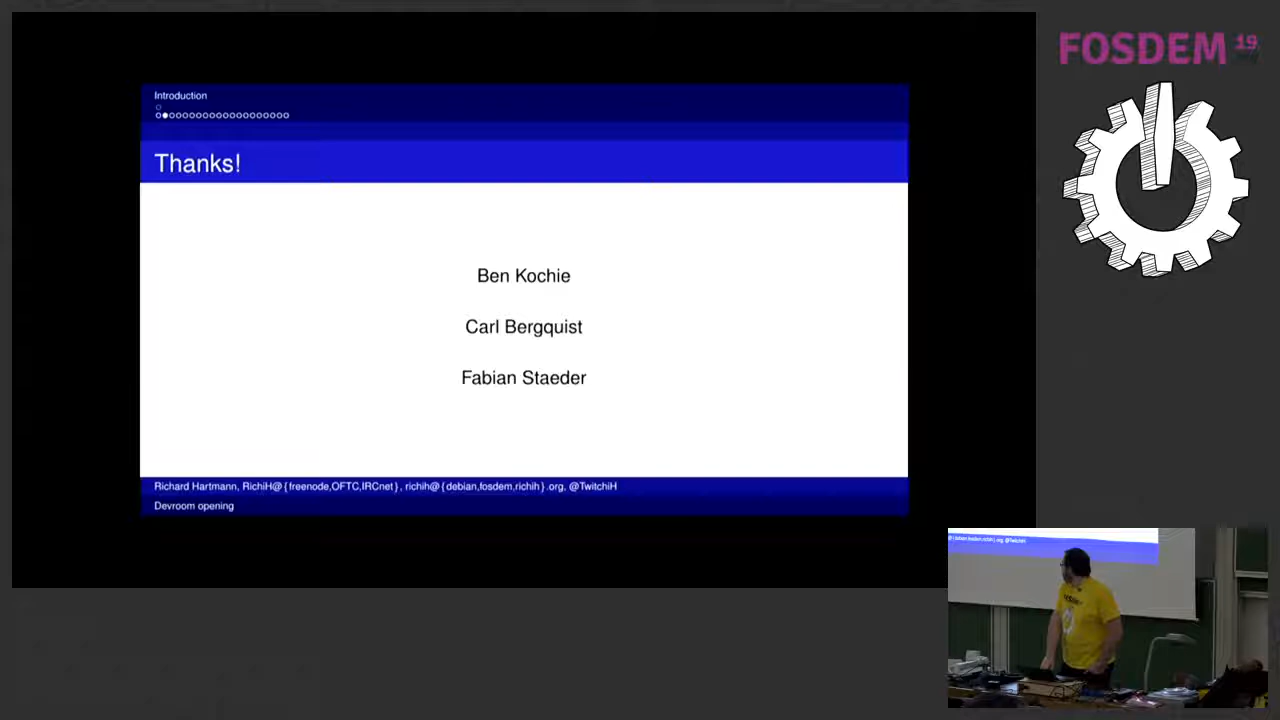 Introduction
Thanks!
Ben Kochie
Carl Bergquist
Fabian Staeder
Richard Hartmann, RichiH@{freenode,OFTC,IRCnet}, richih@{debian,fosdem,richih}.org, @TwitchiH
Devroom opening
FOSDEM 19